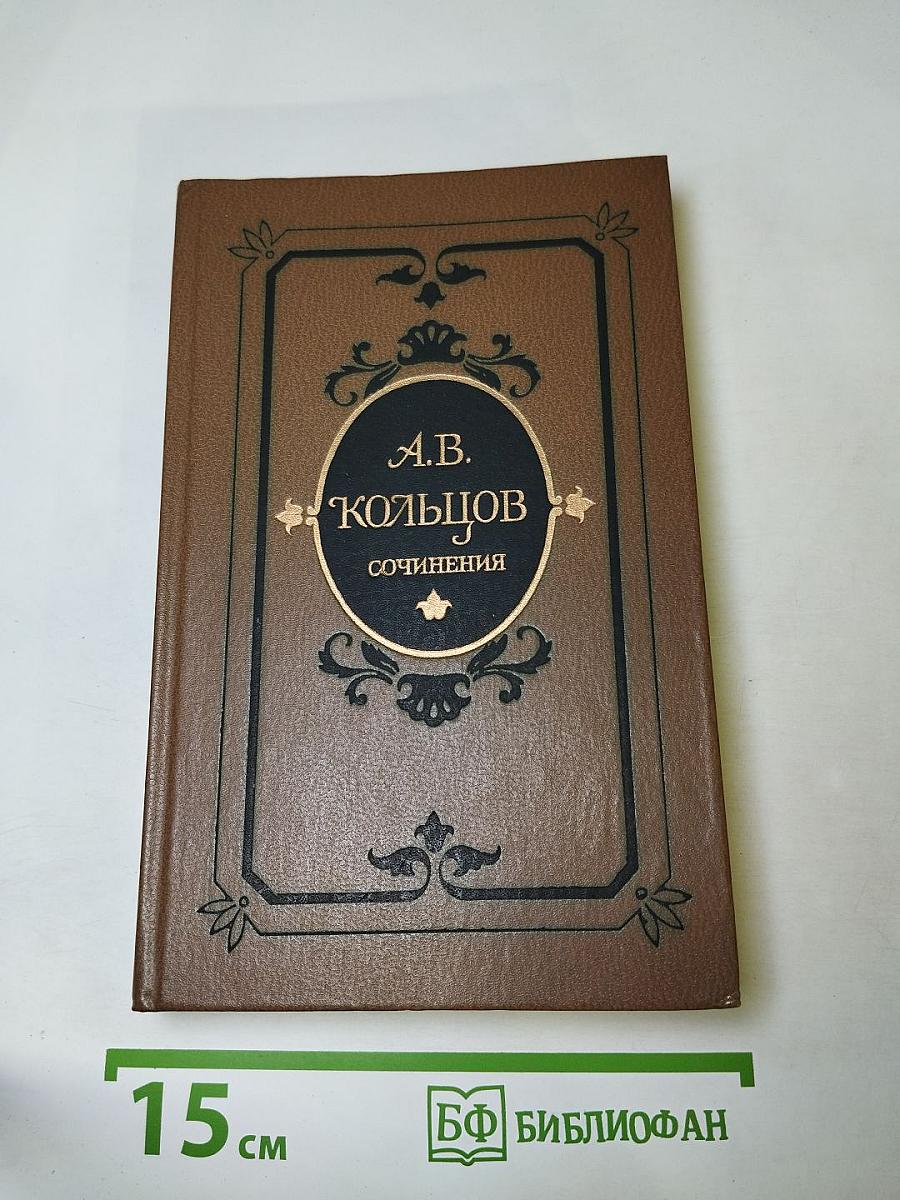 А.В.
КОЛЬЦОВ
СОЧИНЕНИЯ
15 см
БФ БИБЛИОФАН